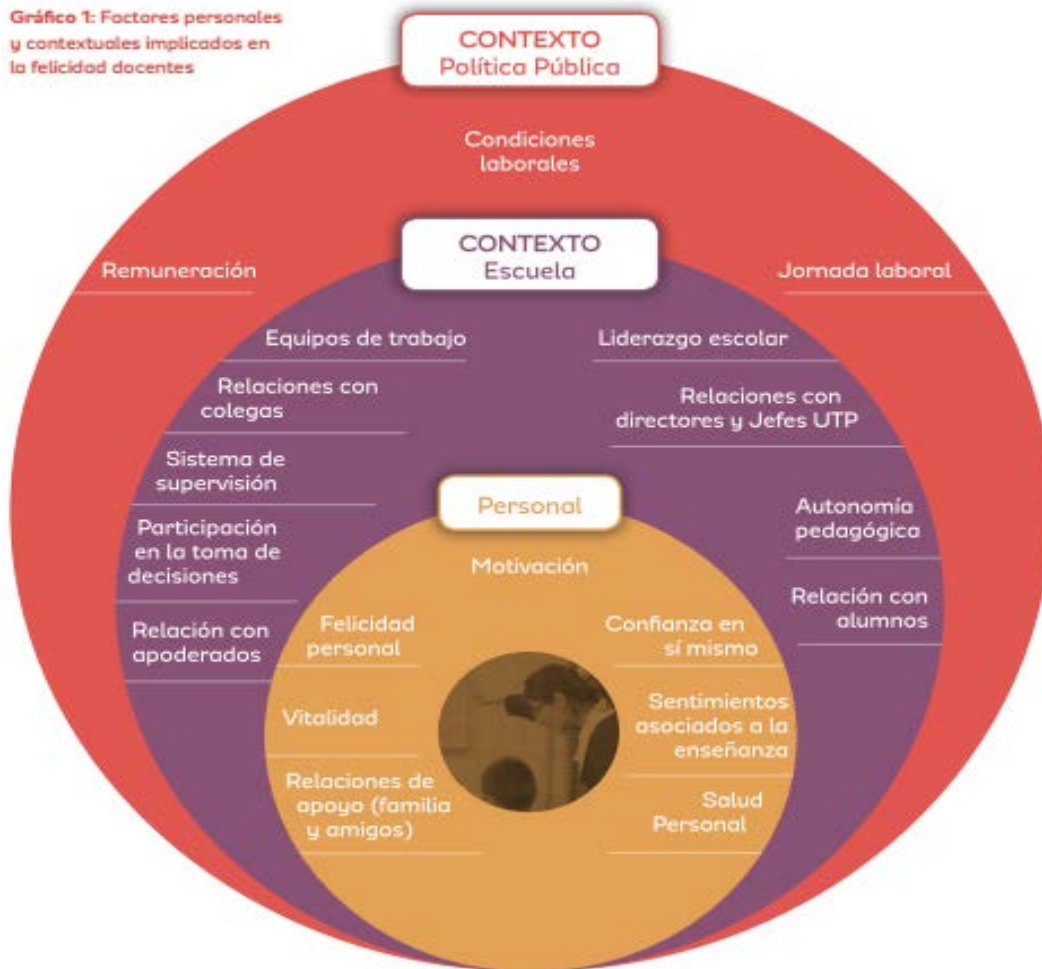 Gráfico 1: Factores personales
y contextuales implicados en
la felicidad docentes
CONTEXTO
Política Pública
Condiciones
laborales
Remuneración
Jornada laboral
CONTEXTO
Escuela
Equipos de trabajo
Relaciones con
colegas
Sistema de
supervisión
Participación
en la toma de
decisiones
Relación con
apoderados
Liderazgo escolar
Relaciones con
directores y Jefes UTP
Autonomía
pedagógica
Relación con
alumnos
Personal
Motivación
Felicidad
personal
Vitalidad
Relaciones de
apoyo (familia
y amigos)
Confianza en
sí mismo
Sentimientos
asociados a la
enseñanza
Salud
Personal